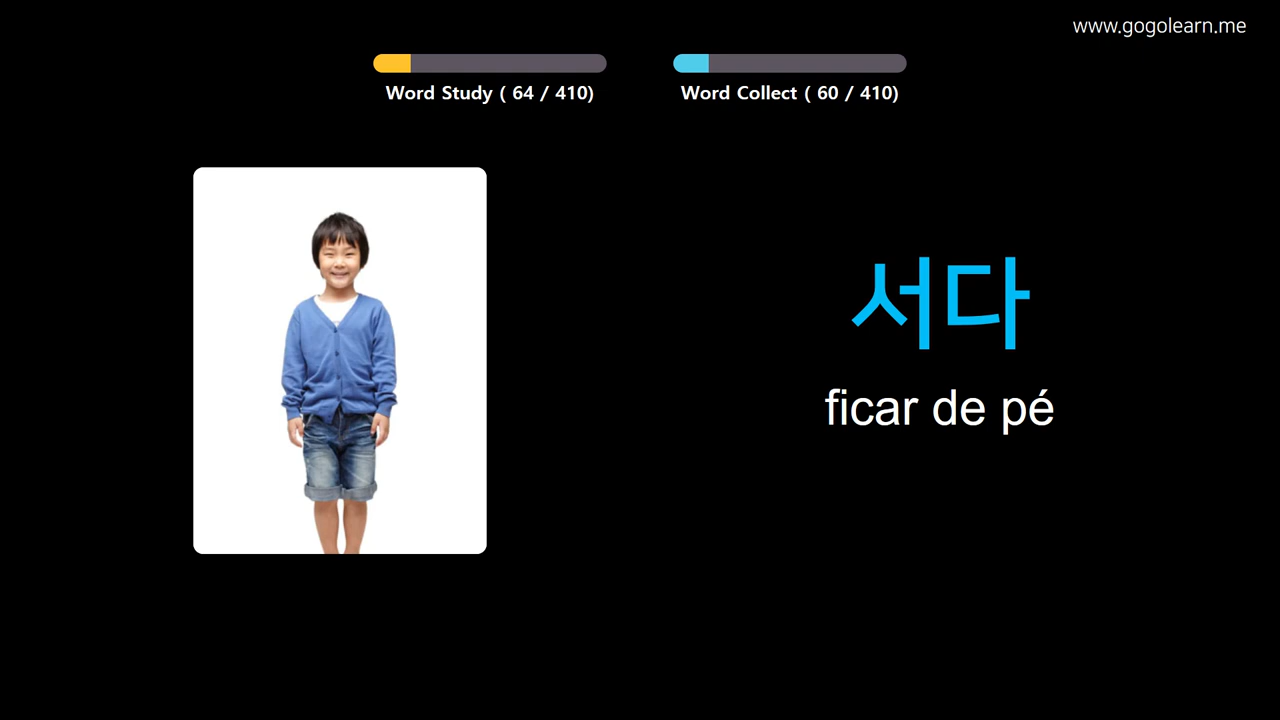 www.gogolearn.me
Word Study ( 64 / 410)
Word Collect ( 60 / 410)
서다
ficar de pé